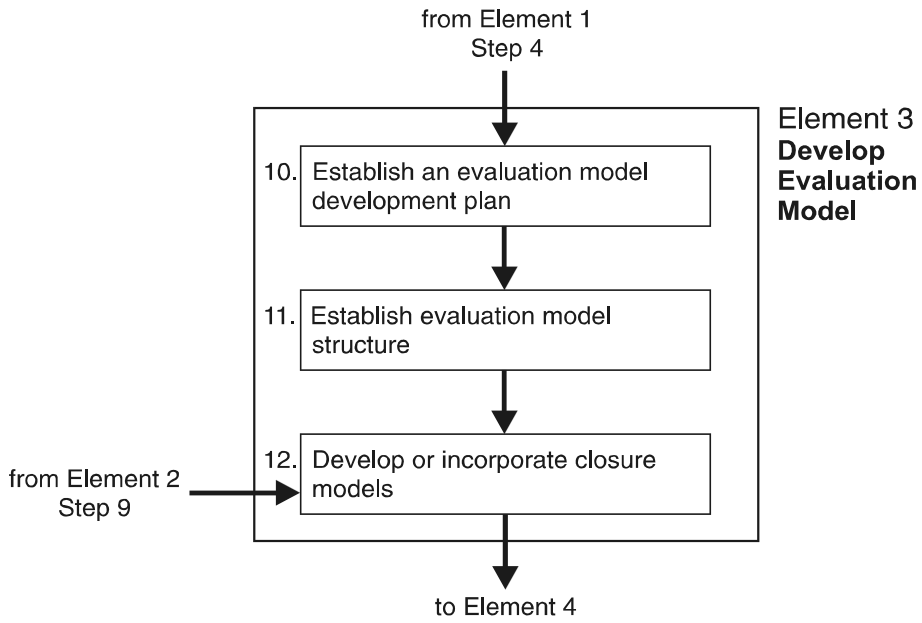 from Element 1
Step 4
Element 3
Develop
Evaluation
Model
10. Establish an evaluation model
development plan
11. Establish evaluation model
structure
12. Develop or incorporate closure
models
from Element 2
Step 9
to Element 4